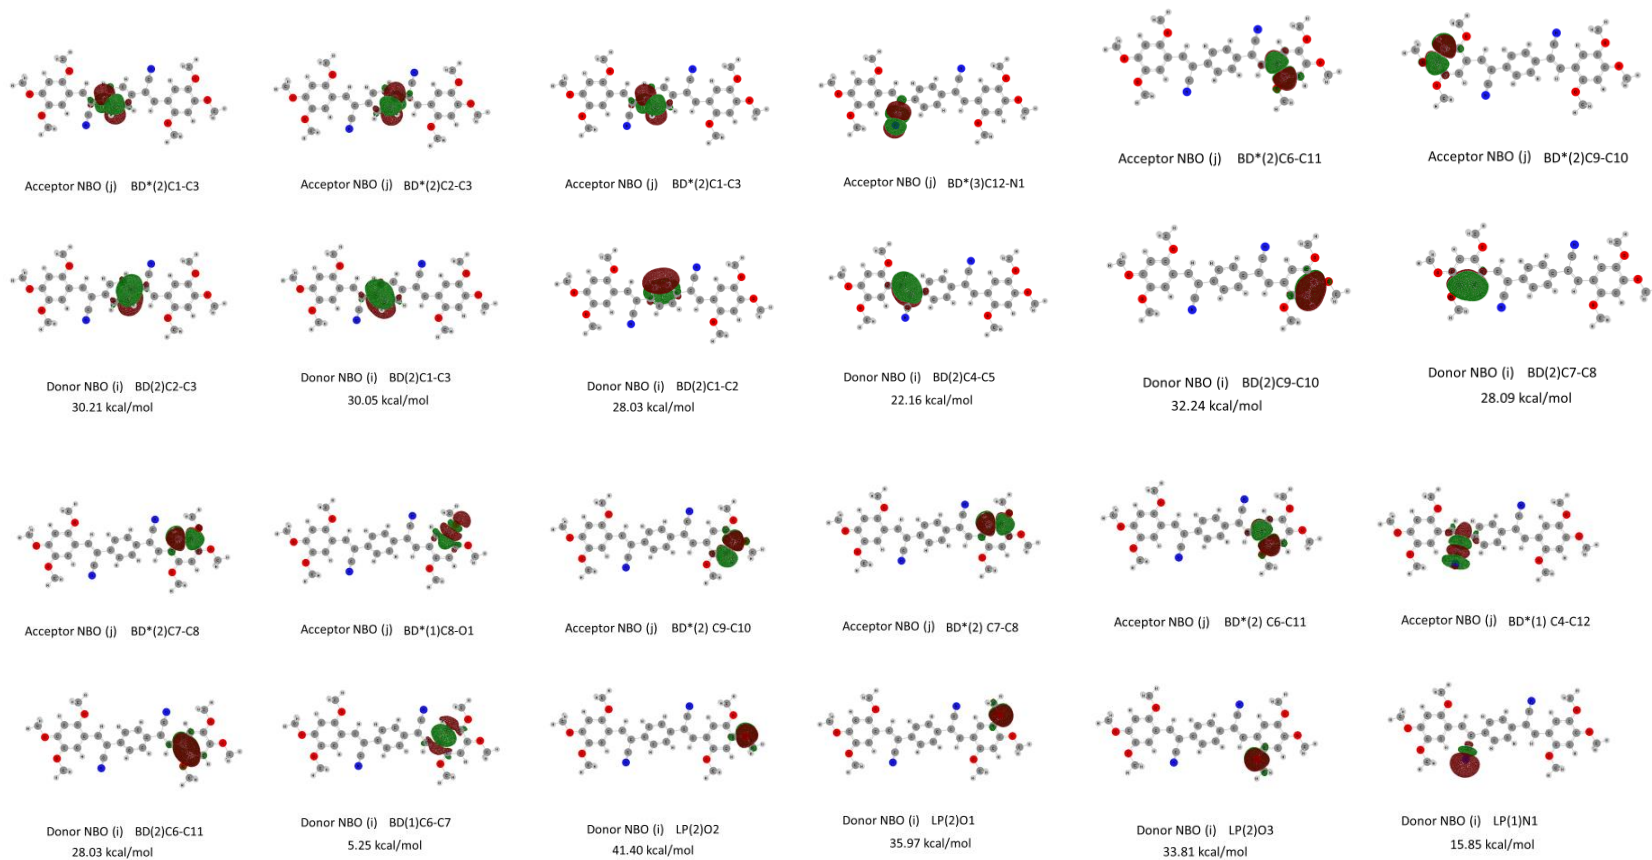 Acceptor NBO (j) BD*(2)C1-C3
Acceptor NBO (j) BD*(2)C2-C3
Acceptor NBO (j) BD*(2)C1-C3
Acceptor NBO (j) BD*(3)C12-N1
Acceptor NBO (j) BD*(2)C6-C11
Acceptor NBO (j) BD*(2)C9-C10
Donor NBO (i) BD(2)C2-C3
30.21 kcal/mol
Donor NBO (i) BD(2)C1-C3
30.05 kcal/mol
Donor NBO (i) BD(2)C1-C2
28.03 kcal/mol
Donor NBO (i) BD(2)C4-C5
22.16 kcal/mol
Donor NBO (i) BD(2)C9-C10
32.24 kcal/mol
Donor NBO (i) BD(2)C7-C8
28.09 kcal/mol
Acceptor NBO (j) BD*(2)C7-C8
Acceptor NBO (j) BD*(1)C8-O1
Acceptor NBO (j) BD*(2) C9-C10
Acceptor NBO (j) BD*(2) C7-C8
Acceptor NBO (j) BD*(2) C6-C11
Acceptor NBO (j) BD*(1) C4-C12
Donor NBO (i) BD(2)C6-C11
28.03 kcal/mol
Donor NBO (i) BD(1)C6-C7
5.25 kcal/mol
Donor NBO (i) LP(2)O2
41.40 kcal/mol
Donor NBO (i) LP(2)O1
35.97 kcal/mol
Donor NBO (i) LP(2)O3
33.81 kcal/mol
Donor NBO (i) LP(1)N1
15.85 kcal/mol